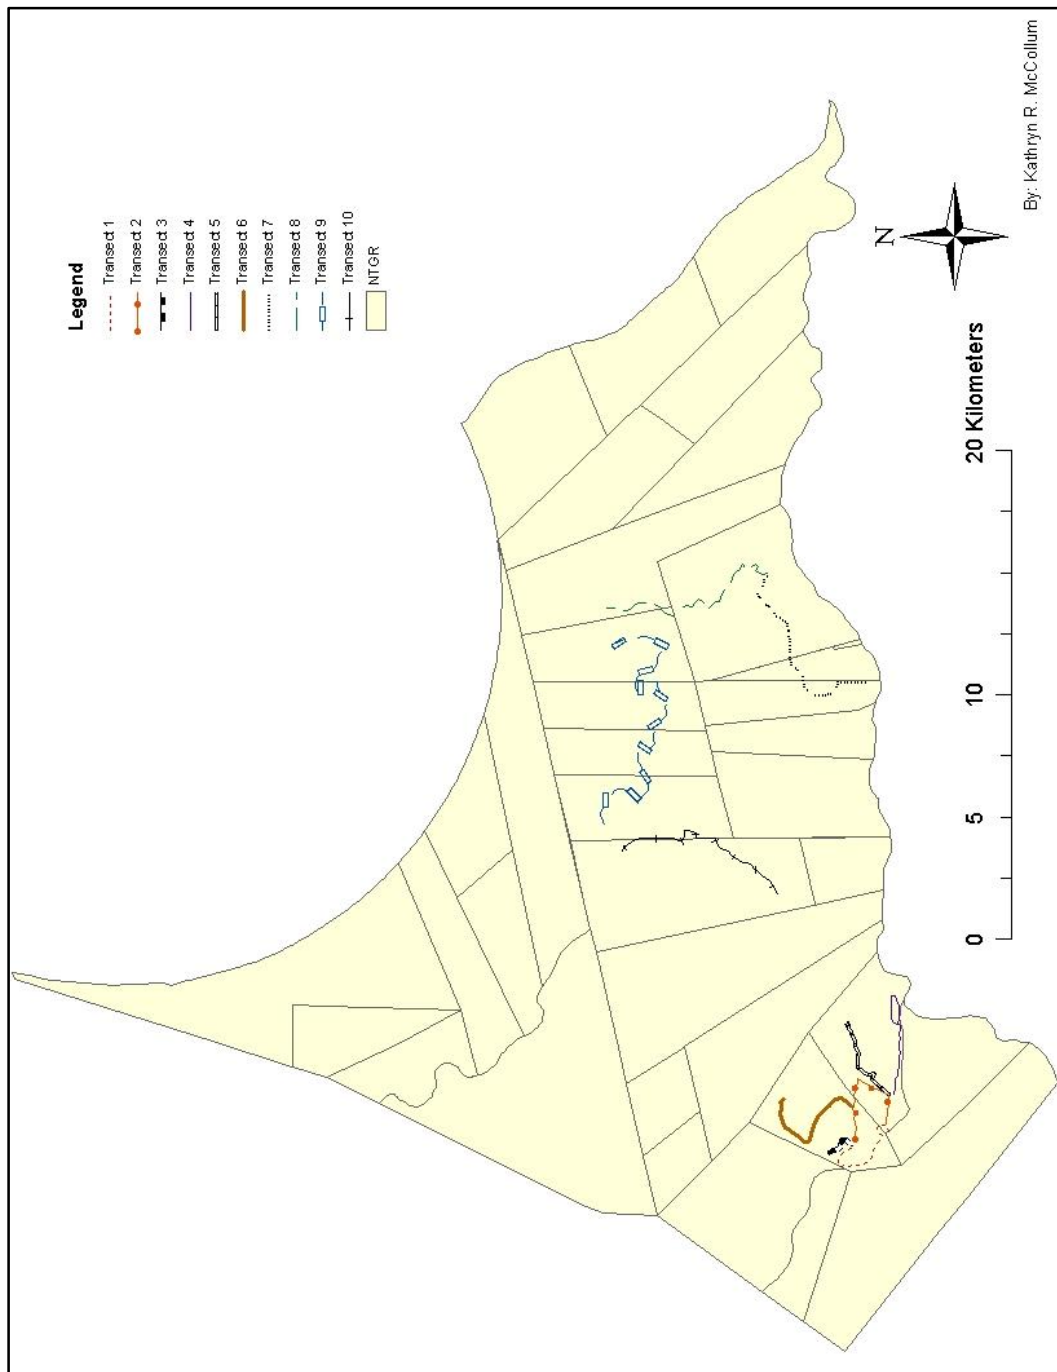 Legend
Transect 1
Transect 2
Transect 3
Transect 4
Transect 5
Transect 6
Transect 7
Transect 8
Transect 9
Transect 10
NTGR
N
0 5 10 20 Kilometers
By: Kathryn R. McCollum